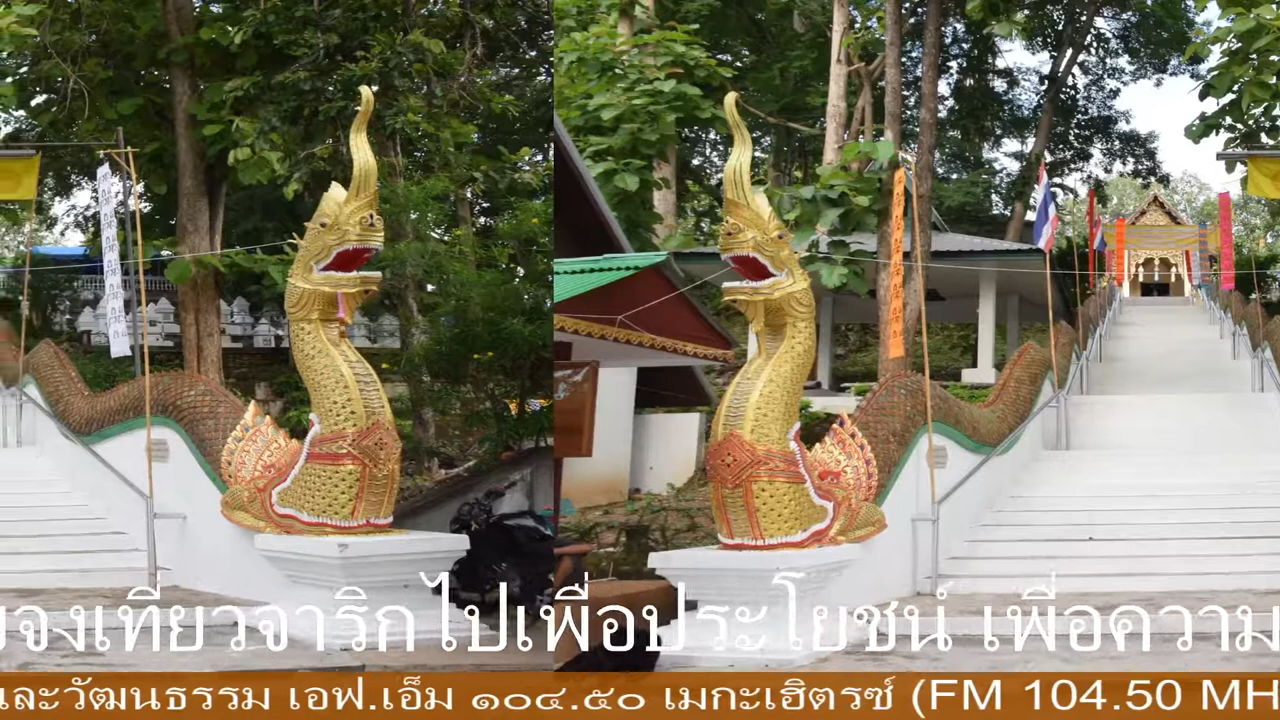 จงเที่ยวจาริกไปเพื่อประโยชน์ เพื่อความ
และวัฒนธรรม เอฟ.เอ็ม ๑๐๔.๕๐ เมกะเฮิตรซ์ (FM 104.50 MH